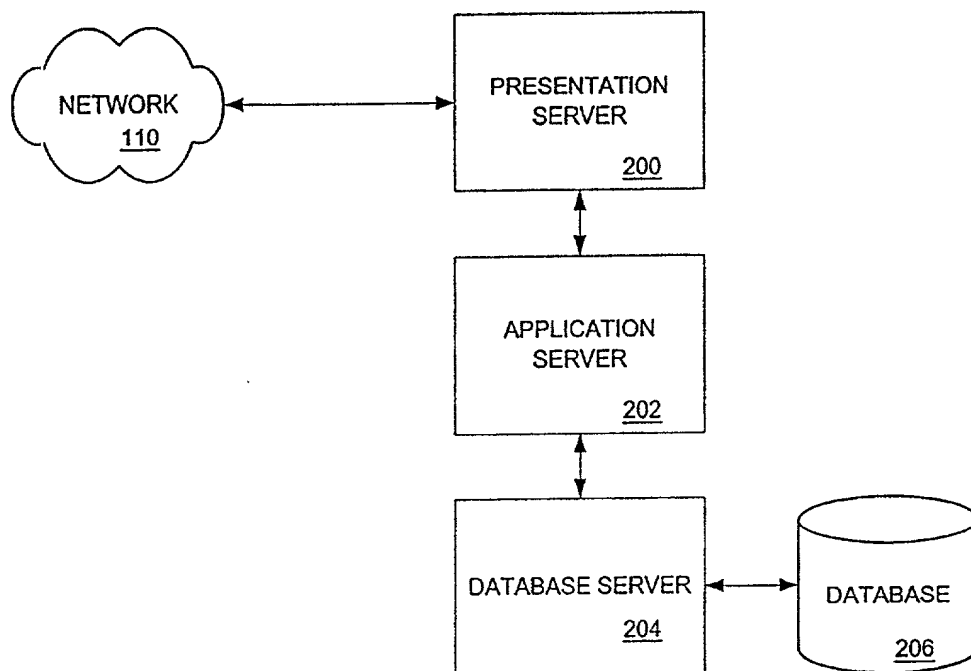 NETWORK
110
PRESENTATION
SERVER
200
APPLICATION
SERVER
202
DATABASE SERVER
204
DATABASE
206